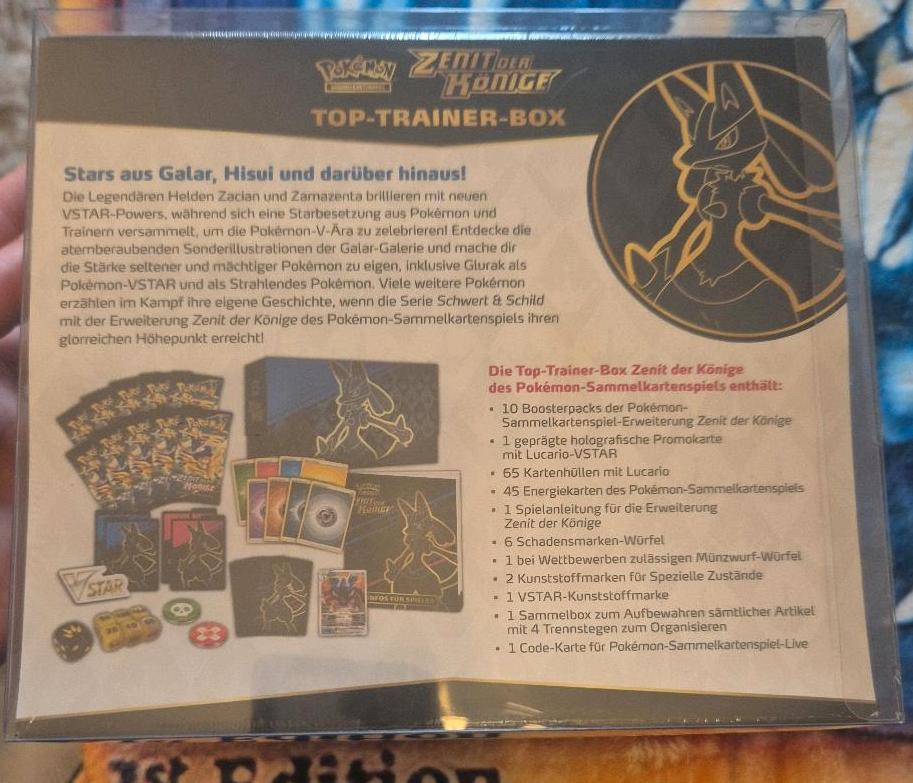 POKÉMON
ZENIT DER
KÖNIGE
TOP-TRAINER-BOX
Stars aus Galar, Hisui und darüber hinaus!
Die Legendären Helden Zacian und Zamazenta brillieren mit neuen
VSTAR-Powers, während sich eine Starbesetzung aus Pokémon und
Trainern versammelt, um die Pokémon-V-Ära zu zelebrieren! Entdecke die
atemberaubenden Sonderillustrationen der Galar-Galerie und mache dir
die Stärke seltener und mächtiger Pokémon zu eigen, inklusive Glurak als
Pokémon-VSTAR und als Strahlendes Pokémon. Viele weitere Pokémon
erzählen im Kampf ihre eigene Geschichte, wenn die Serie Schwert & Schild
mit der Erweiterung Zenit der Könige des Pokémon-Sammelkartenspiels ihren
glorreichen Höhepunkt erreicht!
Die Top-Trainer-Box Zenit der Könige
des Pokémon-Sammelkartenspiels enthält:
• 10 Boosterpacks der Pokémon-
Sammelkartenspiel-Erweiterung Zenit der Könige
• 1 geprägte holografische Promokarte
mit Lucario-VSTAR
• 65 Kartenhüllen mit Lucario
• 45 Energiekarten des Pokémon-Sammelkartenspiels
• 1 Spielanleitung für die Erweiterung
Zenit der Könige
• 6 Schadensmarken-Würfel
• 1 bei Wettbewerben zulässigen Münzwurf-Würfel
• 2 Kunststoffmarken für Spezielle Zustände
• 1 VSTAR-Kunststoffmarke
• 1 Sammelbox zum Aufbewahren sämtlicher Artikel
mit 4 Trennstegen zum Organisieren
• 1 Code-Karte für Pokémon-Sammelkartenspiel-Live
VSTAR
ZENIT DER
KÖNIGE
INFOS FÜR SPIELER
1st Edition